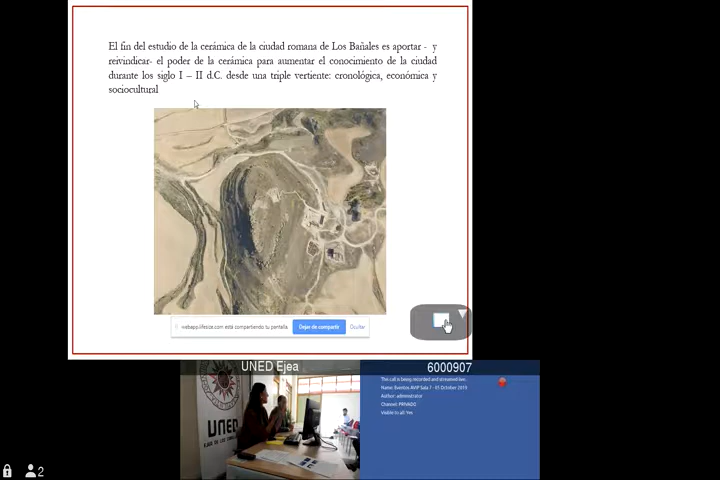 El fin del estudio de la cerámica de la ciudad romana de Los Bañales es aportar - y
reivindicar- el poder de la cerámica para aumentar el conocimiento de la ciudad
durante los siglo I – II d.C. desde una triple vertiente: cronológica, económica y
sociocultural
webapp.lifesize.com está compartiendo tu pantalla.
Dejar de compartir
Ocultar
UNED Ejea
6000907
The call is being recorded and streamed live.
Name: Eventos AVIP Sala 7 - 05 October 2019
Author: administrator
Channel: PRIVADO
Visible to all: Yes
UNED
2